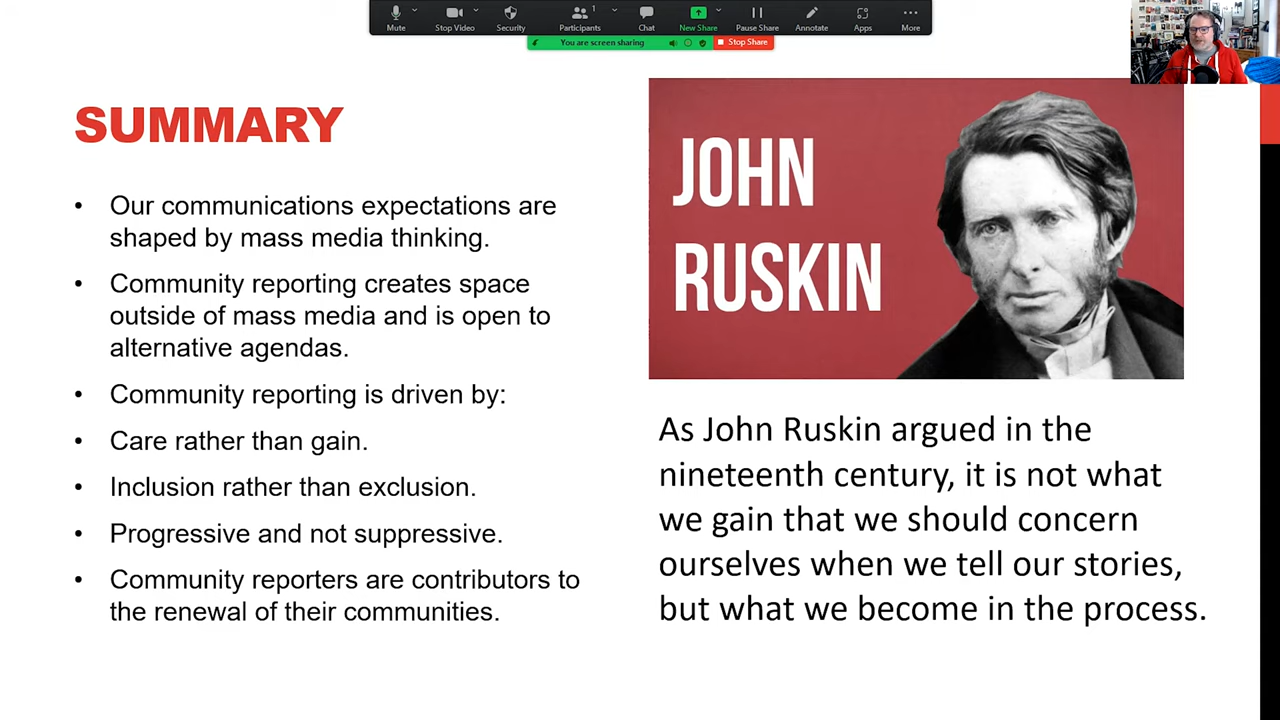 Mute
Stop Video
Security
Participants
1
Chat
New Share
Pause Share
Annotate
Apps
More
You are screen sharing
Stop Share
SUMMARY
• Our communications expectations are
shaped by mass media thinking.
• Community reporting creates space
outside of mass media and is open to
alternative agendas.
• Community reporting is driven by:
• Care rather than gain.
• Inclusion rather than exclusion.
• Progressive and not suppressive.
• Community reporters are contributors to
the renewal of their communities.
JOHN
RUSKIN
As John Ruskin argued in the
nineteenth century, it is not what
we gain that we should concern
ourselves when we tell our stories,
but what we become in the process.